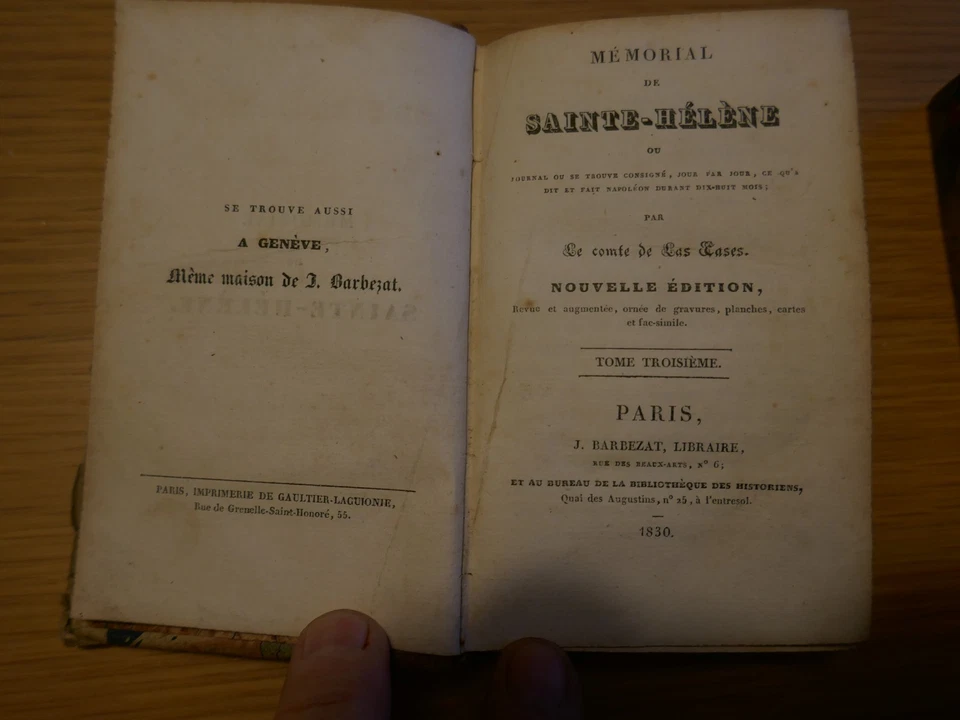 SE TROUVE AUSSI
A GENÈVE,
Même maison de J. Barbezat.
PARIS, IMPRIMERIE DE GAULTIER-LAGUIONIE,
Rue de Grenelle-Saint-Honoré, 55.
MÉMORIAL
DE
SAINTE-HÉLÈNE
OU
JOURNAL OU SE TROUVE CONSIGNÉ, JOUR PAR JOUR, CE QU'A
DIT ET FAIT NAPOLÉON DURANT DIX-HUIT MOIS;
PAR
Le comte de Las Cases.
NOUVELLE ÉDITION,
Revue et augmentée, ornée de gravures, planches, cartes
et fac-simile.
TOME TROISIÈME.
PARIS,
J. BARBEZAT, LIBRAIRE,
RUE DES BEAUX-ARTS, N° 6;
ET AU BUREAU DE LA BIBLIOTHÈQUE DES HISTORIENS,
Quai des Augustins, n° 25, à l'entresol.
1830.